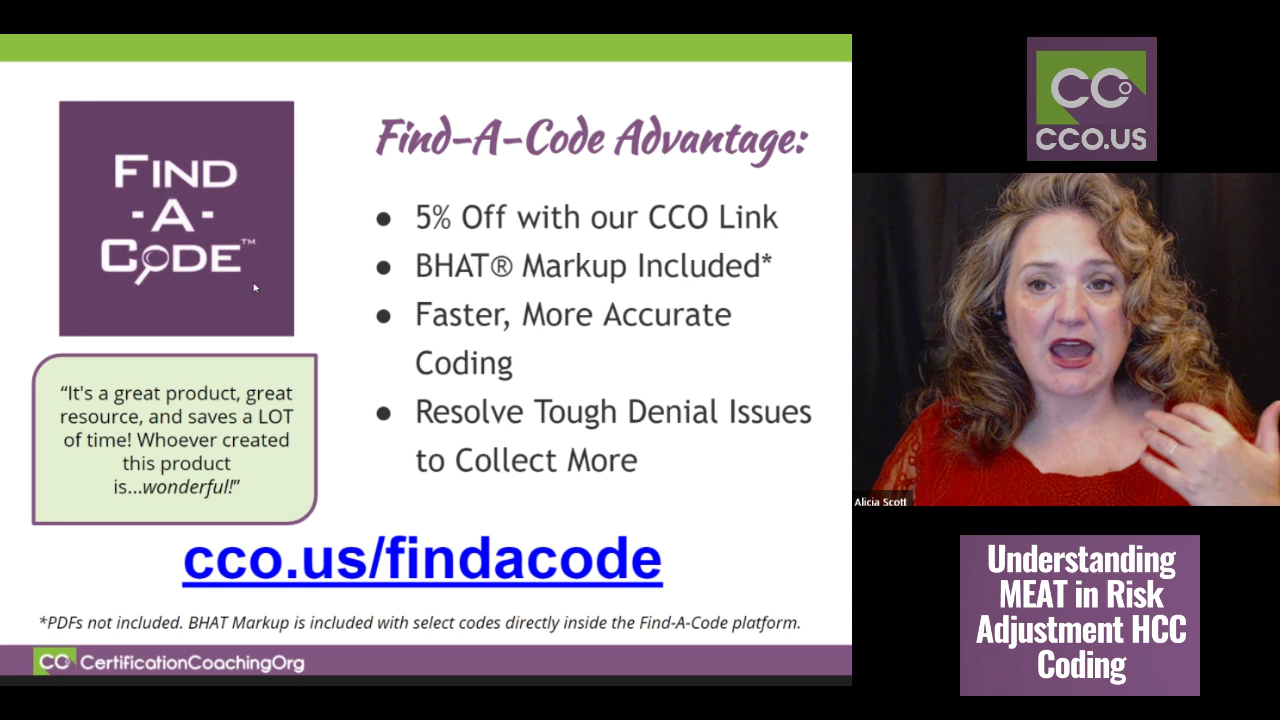 FIND
-A-
CODE™
Find-A-Code Advantage:
● 5% Off with our CCO Link
● BHAT® Markup Included*
● Faster, More Accurate
Coding
● Resolve Tough Denial Issues
to Collect More
“It's a great product, great
resource, and saves a LOT
of time! Whoever created
this product
is...wonderful!”
cco.us/findacode
*PDFs not included. BHAT Markup is included with select codes directly inside the Find-A-Code platform.
CCO CertificationCoachingOrg
CCO
CCO.US
Alicia Scott
Understanding
MEAT in Risk
Adjustment HCC
Coding